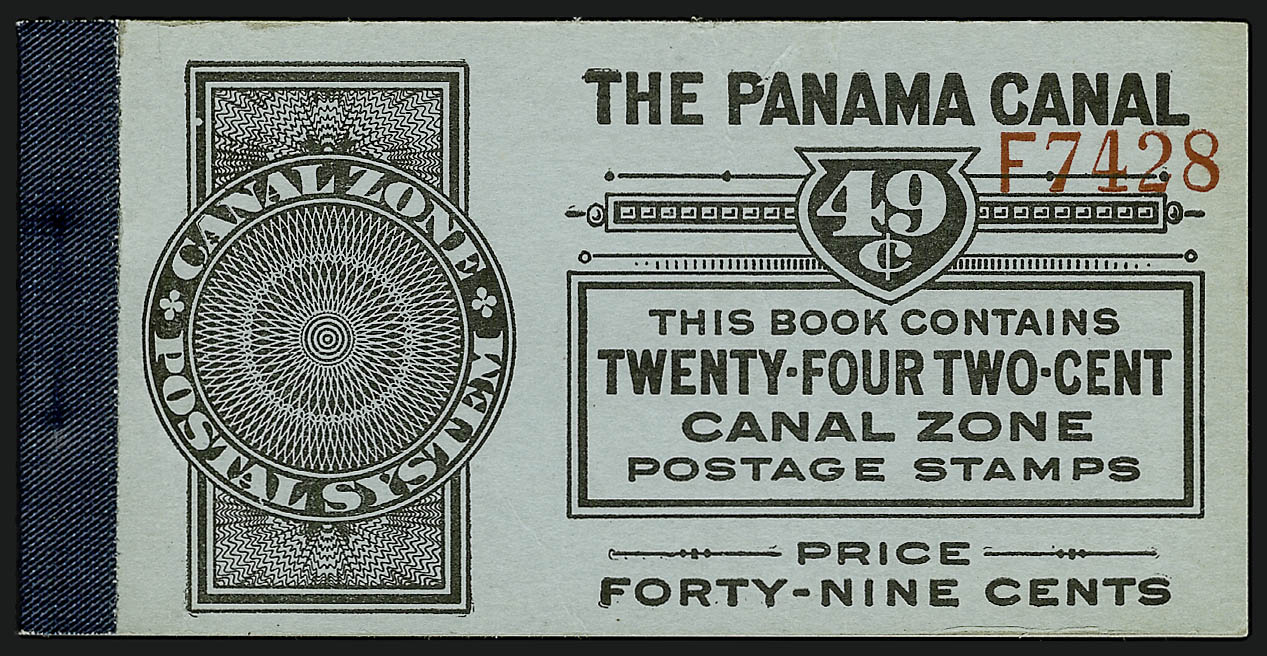 CANAL ZONE
POSTAL SYSTEM
THE PANAMA CANAL
F7428
49
¢
THIS BOOK CONTAINS
TWENTY-FOUR TWO-CENT
CANAL ZONE
POSTAGE STAMPS
PRICE
FORTY-NINE CENTS